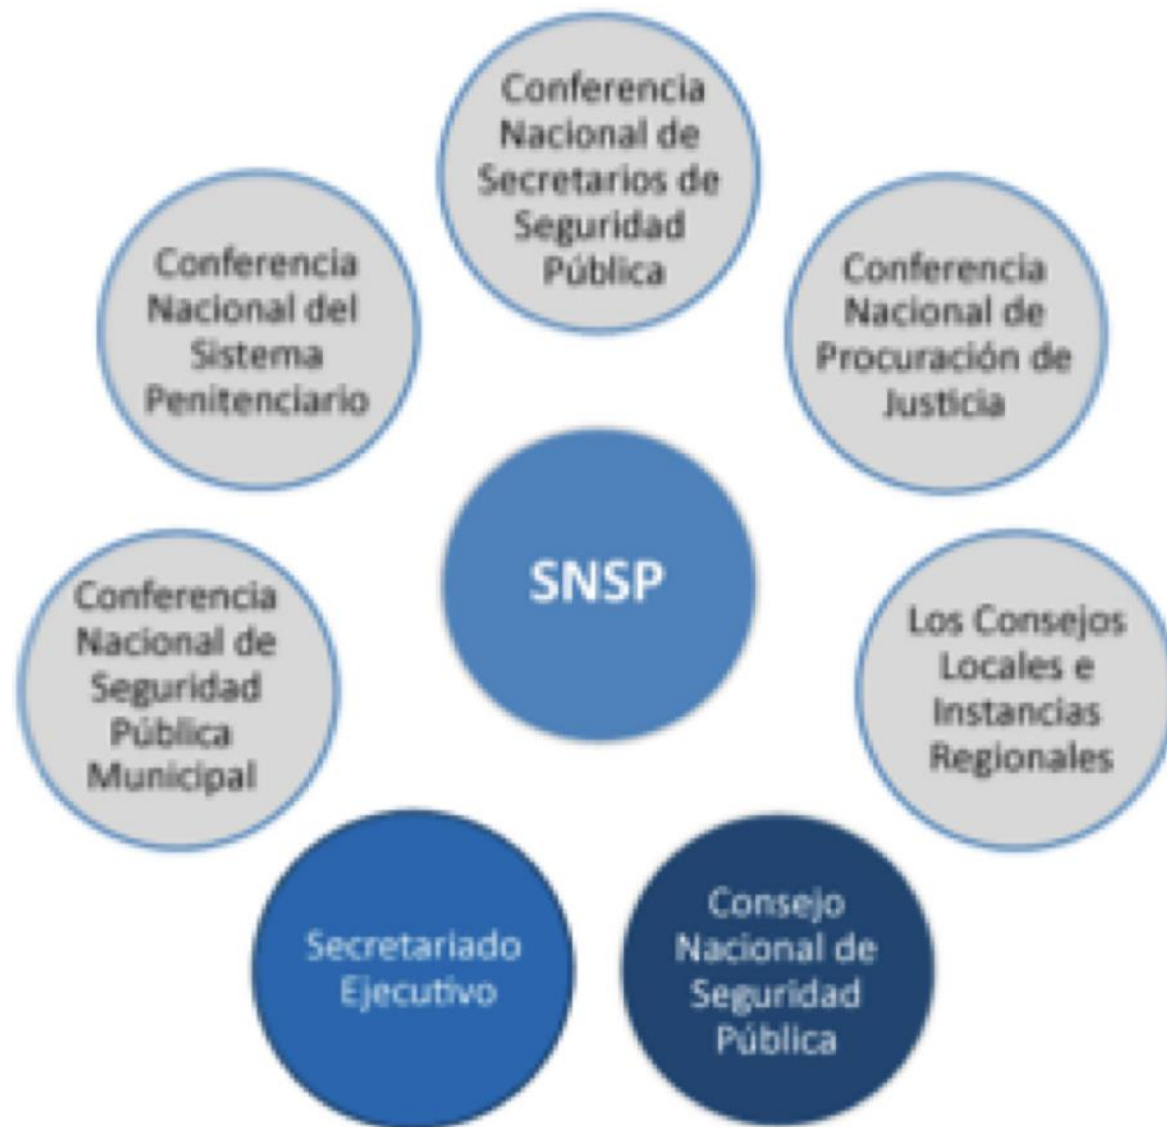 Conferencia
Nacional de
Secretarios de
Seguridad
Pública
Conferencia
Nacional del
Sistema
Penitenciario
Conferencia
Nacional de
Procuración de
Justicia
SNSP
Conferencia
Nacional de
Seguridad
Pública
Municipal
Los Consejos
Locales e
Instancias
Regionales
Secretariado
Ejecutivo
Consejo
Nacional de
Seguridad
Pública